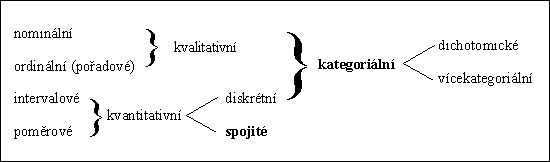 nominální
ordinální (pořadové)
kvalitativní
intervalové
poměrové
kvantitativní
diskrétní
spojité
kategoriální
dichotomické
vícekategoriální